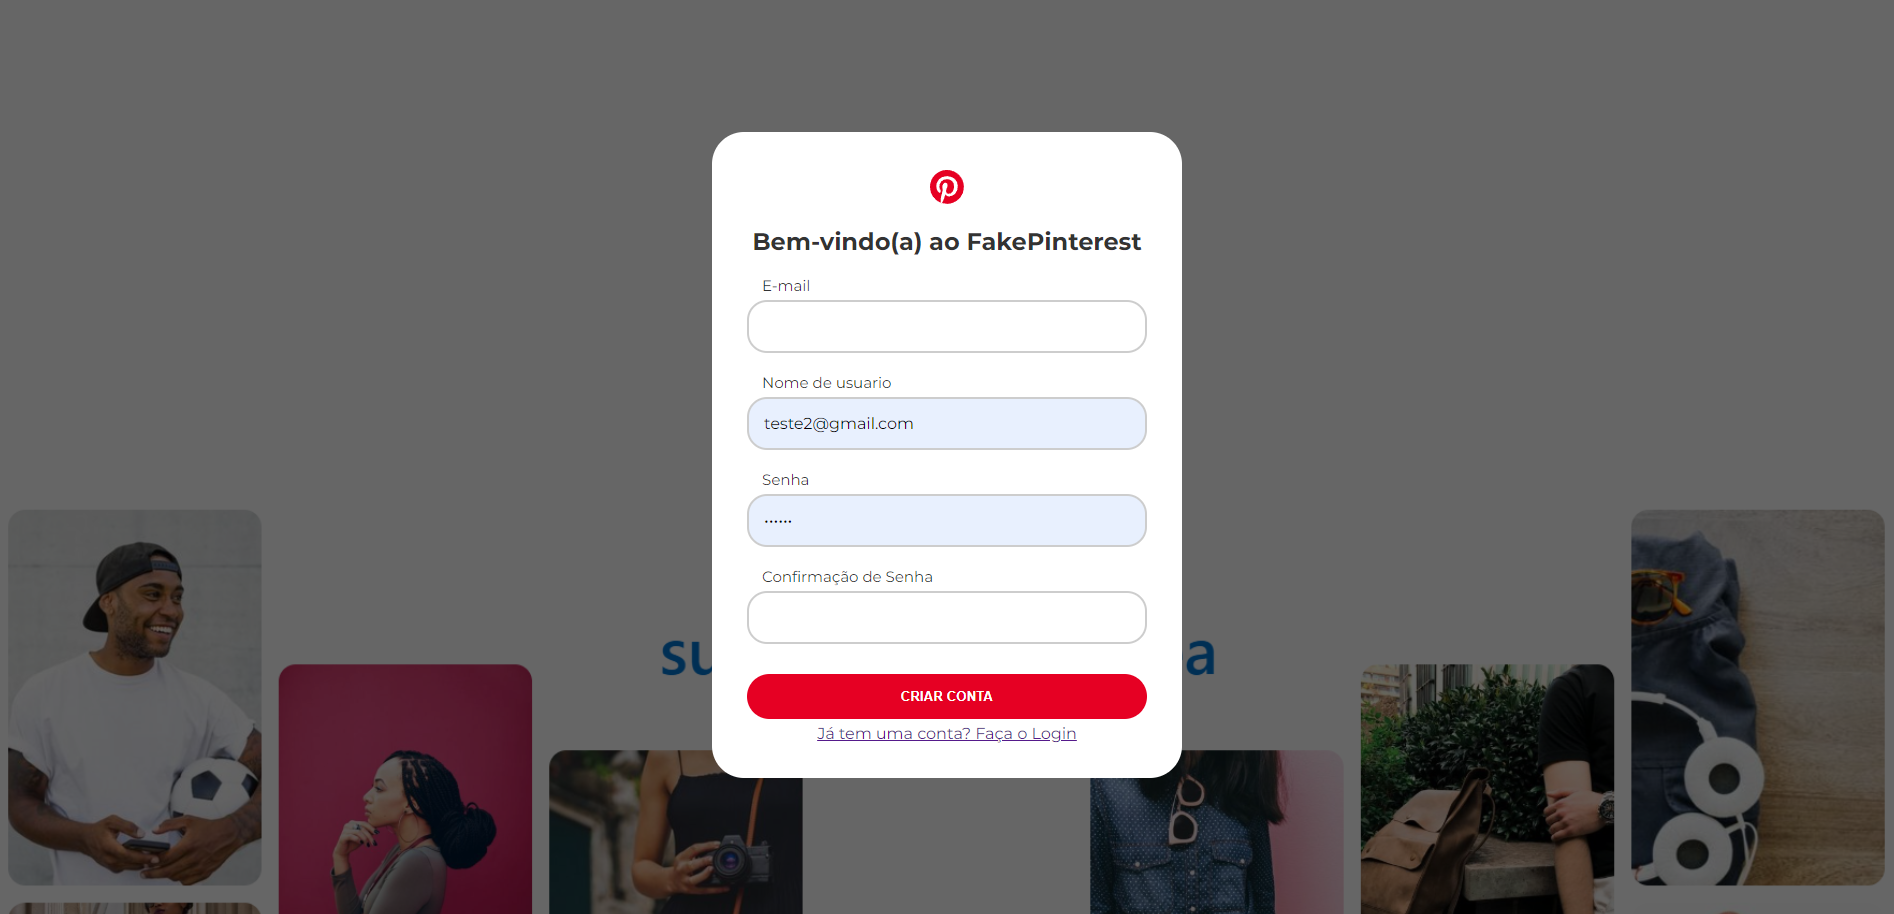 Bem-vindo(a) ao FakePinterest
E-mail
Nome de usuario
teste2@gmail.com
Senha
••••••
Confirmação de Senha
su
a
CRIAR CONTA
Já tem uma conta? Faça o Login